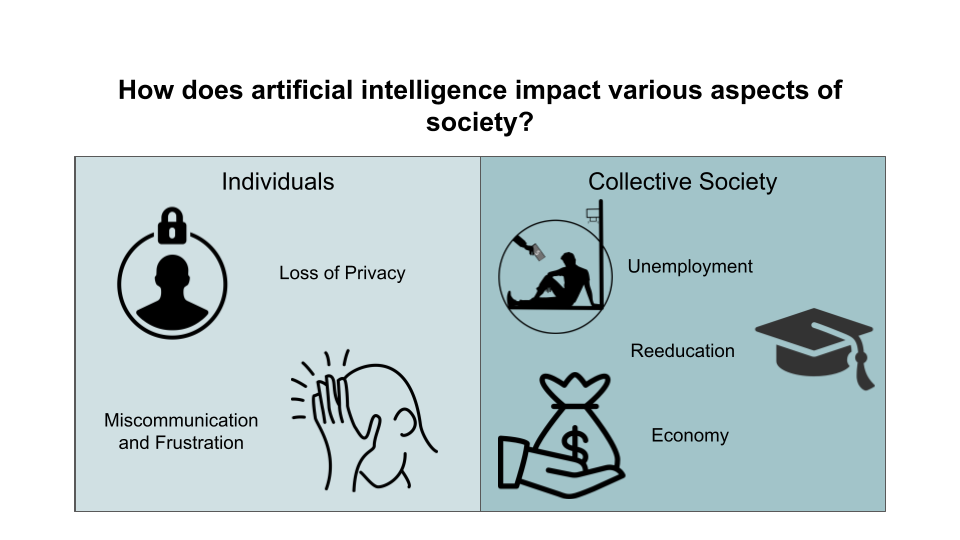 How does artificial intelligence impact various aspects of
society?
Individuals
Loss of Privacy
Miscommunication
and Frustration
Collective Society
Unemployment
Reeducation
Economy
$